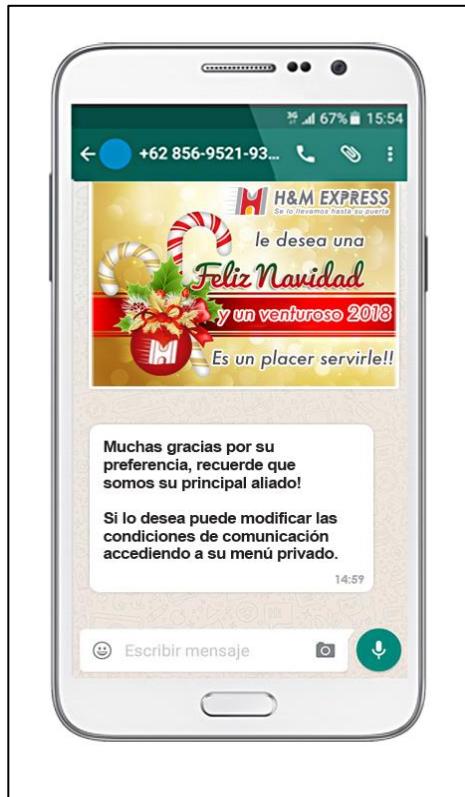 3G 67% 15:54
+62 856-9521-93...
H&M EXPRESS
Se lo llevamos hasta su puerta
le desea una
Feliz Navidad
y un venturoso 2018
Es un placer servirle!!
Muchas gracias por su
preferencia, recuerde que
somos su principal aliado!
Si lo desea puede modificar las
condiciones de comunicación
accediendo a su menú privado.
14:59
Escribir mensaje